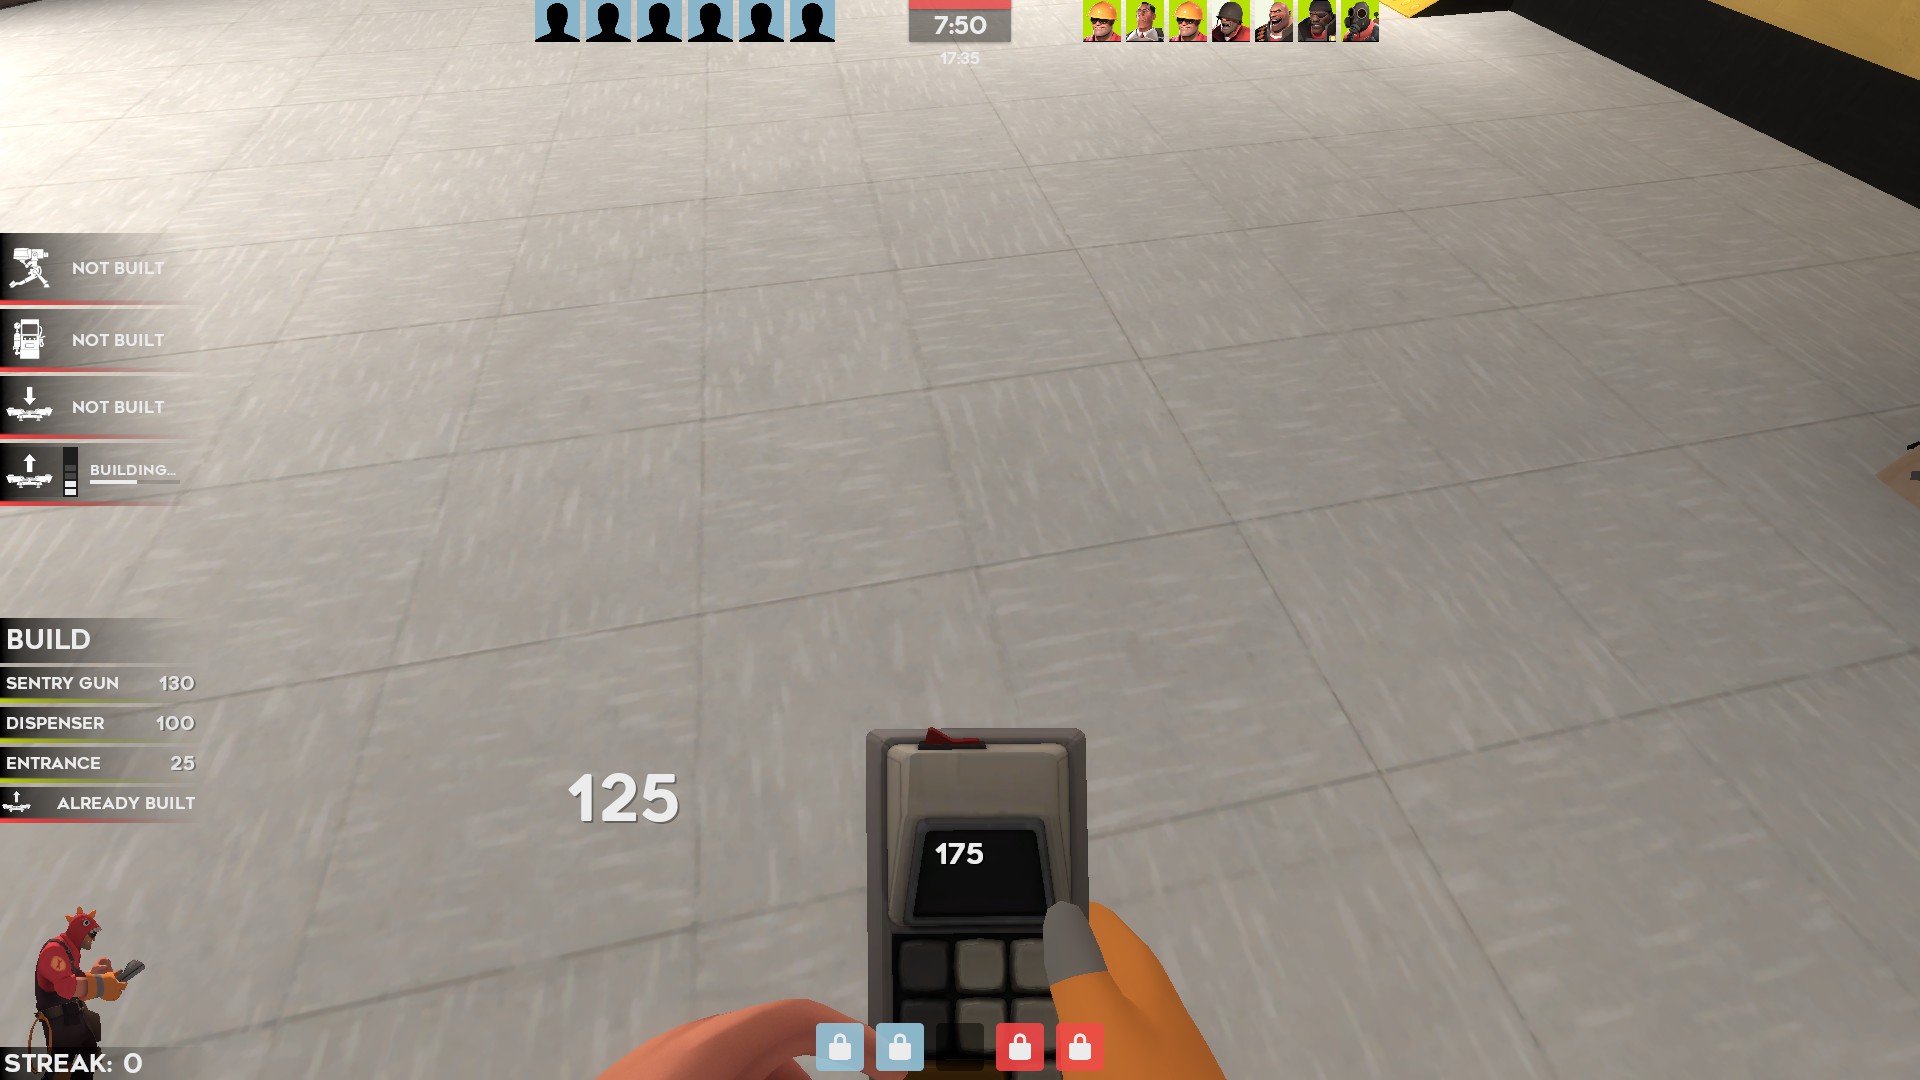 7:50
17:35
NOT BUILT
NOT BUILT
NOT BUILT
BUILDING...
BUILD
SENTRY GUN 130
DISPENSER 100
ENTRANCE 25
ALREADY BUILT
125
175
STREAK: 0